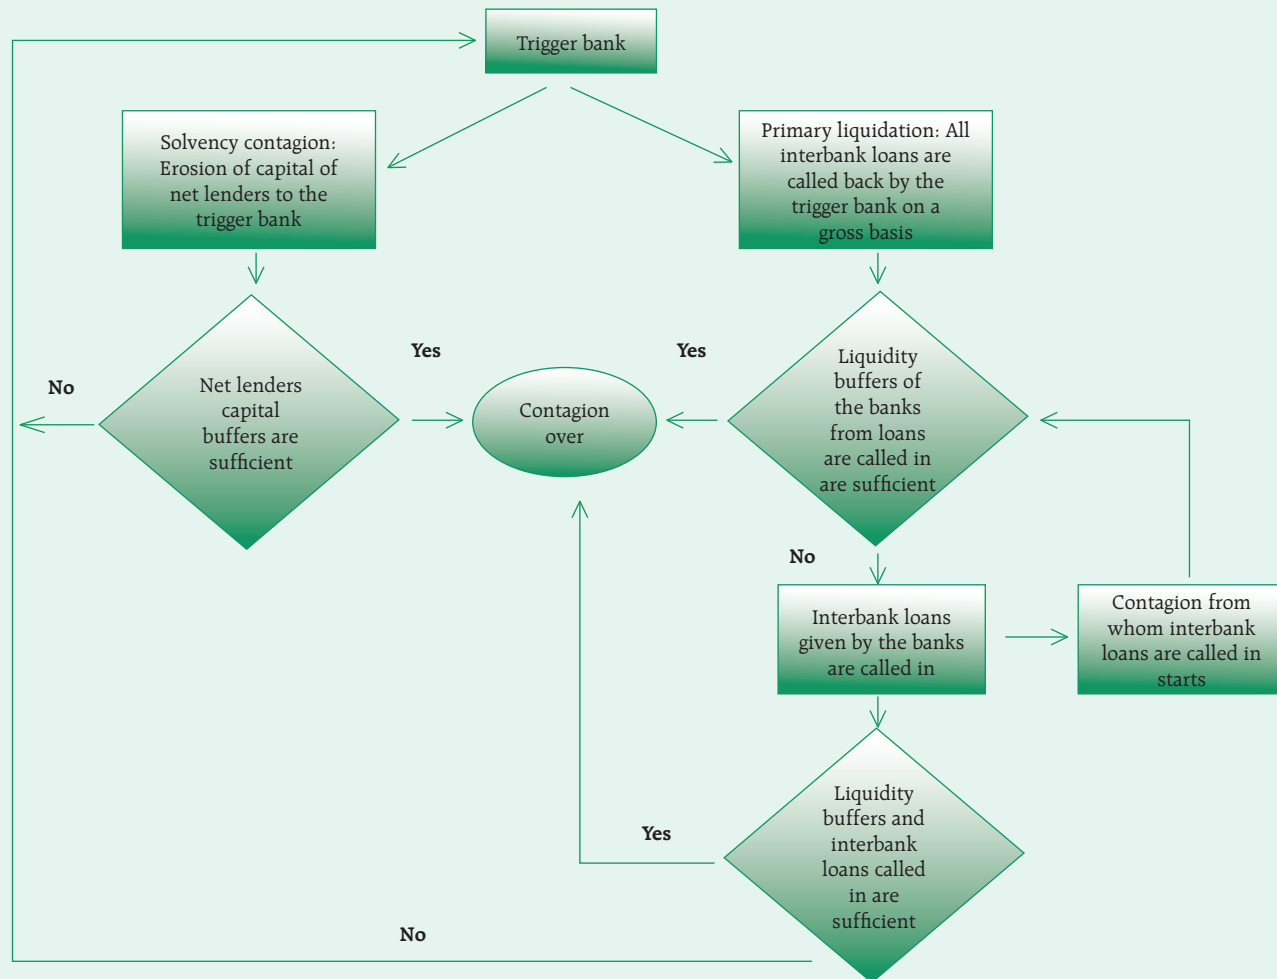 Trigger bank
Solvency contagion:
Erosion of capital of
net lenders to the
trigger bank
Primary liquidation: All
interbank loans are
called back by the
trigger bank on a
gross basis
No
Net lenders
capital
buffers are
sufficient
Yes
Contagion
over
Yes
Liquidity
buffers of
the banks
from loans
are called in
are sufficient
No
Interbank loans
given by the banks
are called in
Contagion from
whom interbank
loans are called in
starts
Liquidity
buffers and
interbank
loans called
in are
sufficient
Yes
No